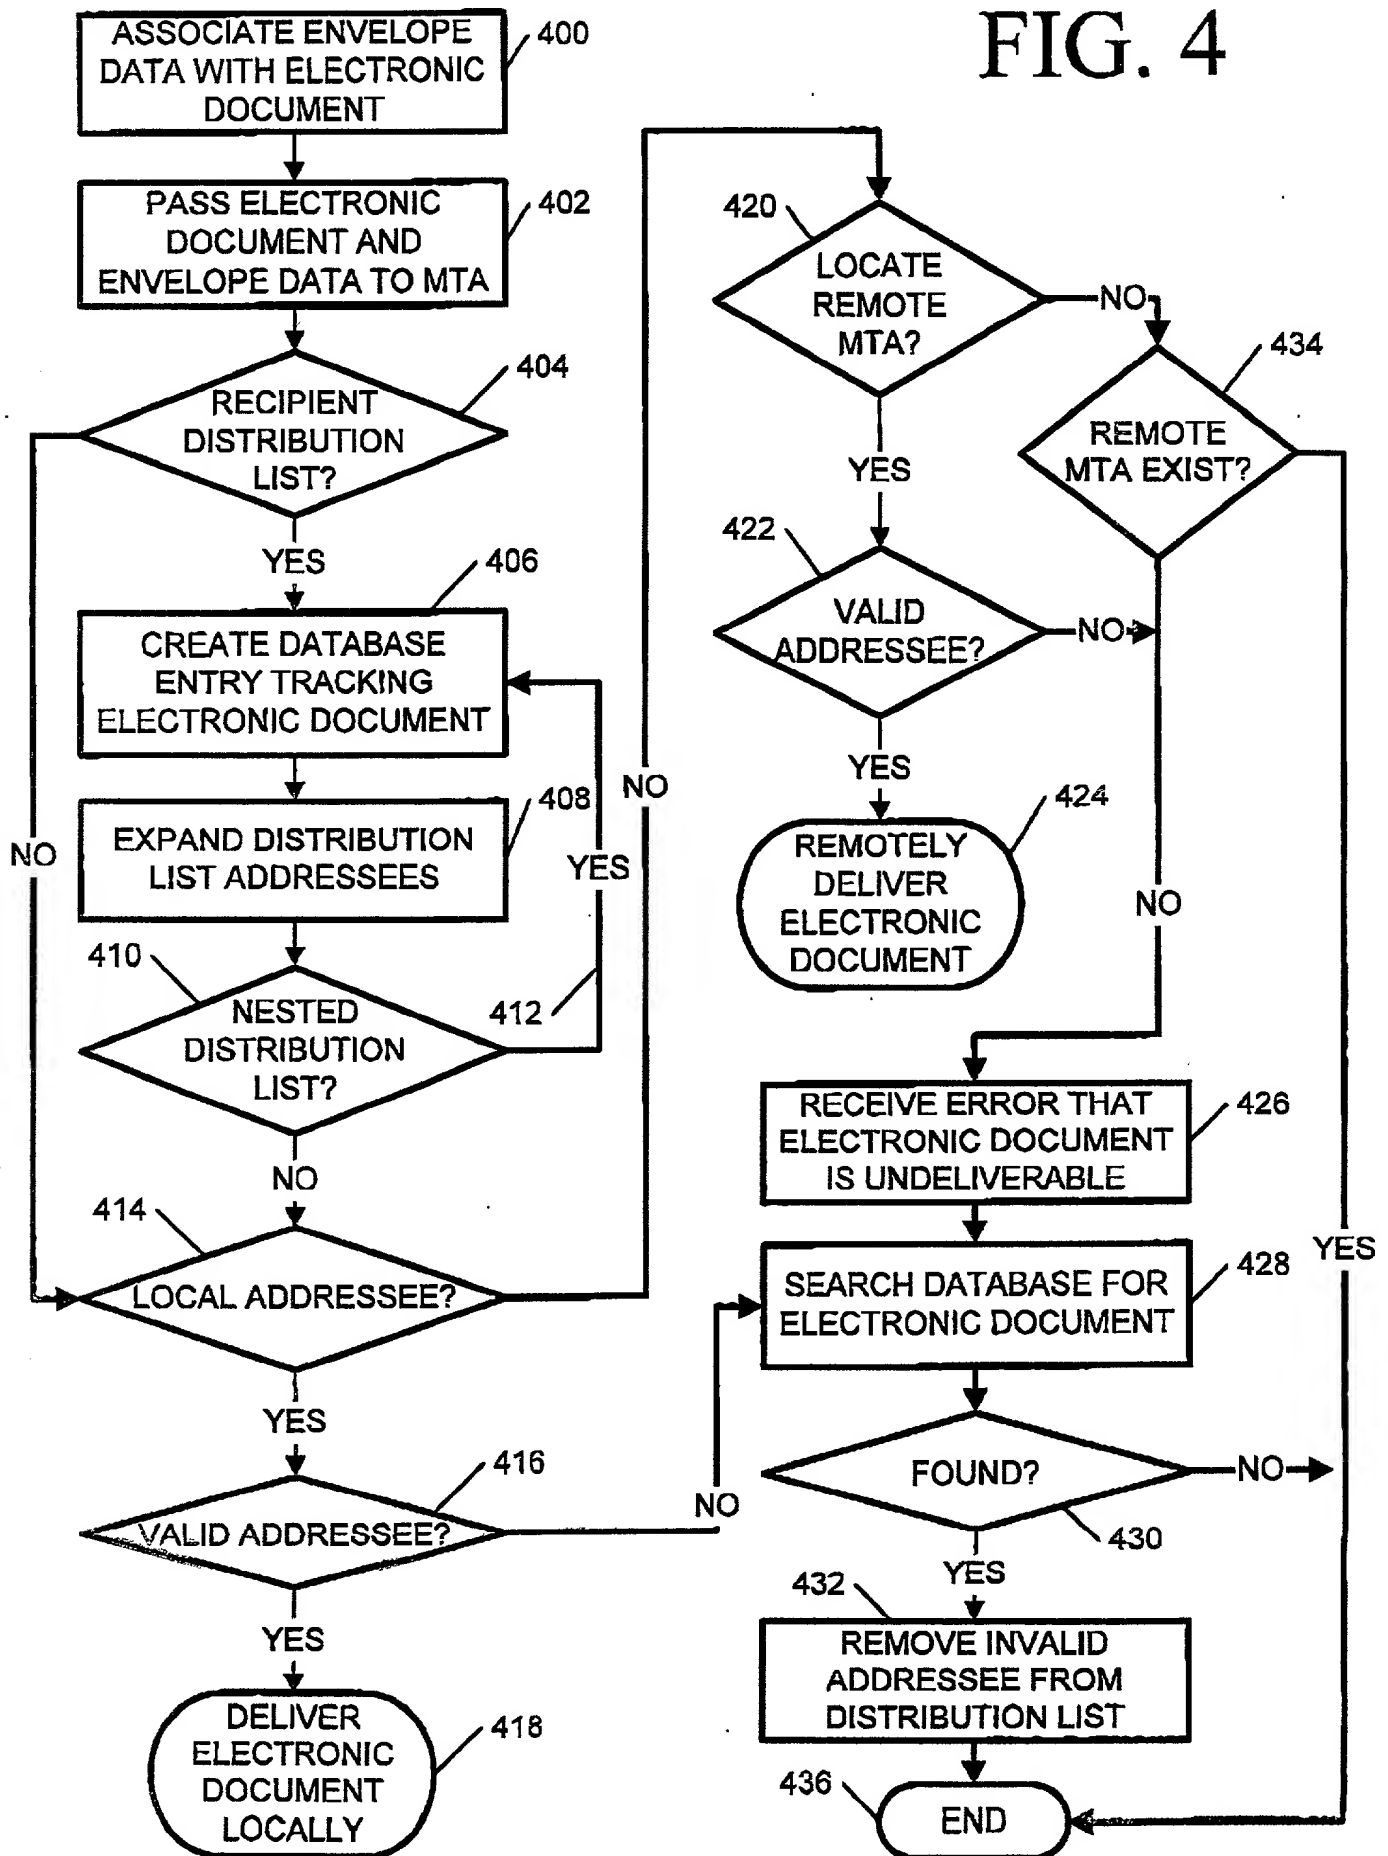 FIG. 4
ASSOCIATE ENVELOPE
DATA WITH ELECTRONIC
DOCUMENT
400
PASS ELECTRONIC
DOCUMENT AND
ENVELOPE DATA TO MTA
402
RECIPIENT
DISTRIBUTION
LIST?
404
YES
NO
CREATE DATABASE
ENTRY TRACKING
ELECTRONIC DOCUMENT
406
EXPAND DISTRIBUTION
LIST ADDRESSEES
408
NESTED
DISTRIBUTION
LIST?
410
YES
412
NO
LOCAL ADDRESSEE?
414
NO
YES
VALID ADDRESSEE?
416
NO
YES
DELIVER
ELECTRONIC
DOCUMENT
LOCALLY
418
LOCATE
REMOTE
MTA?
420
NO
YES
VALID
ADDRESSEE?
422
NO
YES
REMOTELY
DELIVER
ELECTRONIC
DOCUMENT
424
REMOTE
MTA EXIST?
434
NO
YES
RECEIVE ERROR THAT
ELECTRONIC DOCUMENT
IS UNDELIVERABLE
426
SEARCH DATABASE FOR
ELECTRONIC DOCUMENT
428
FOUND?
430
NO
YES
REMOVE INVALID
ADDRESSEE FROM
DISTRIBUTION LIST
432
END
436